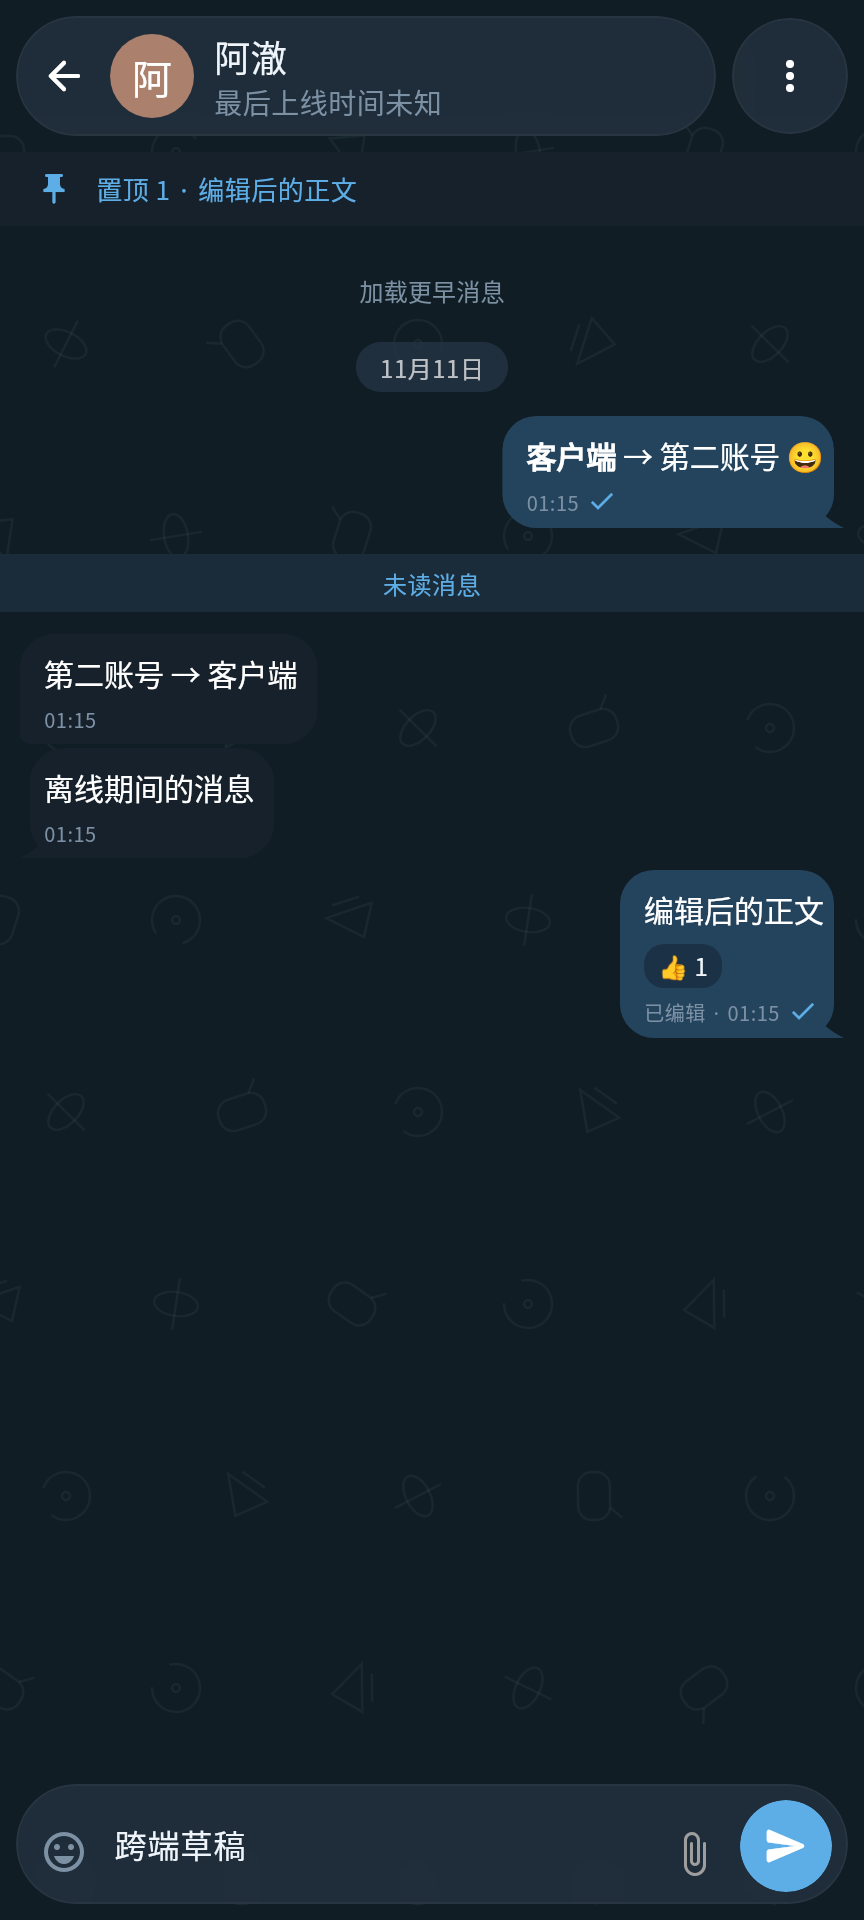 阿
阿澈
最后上线时间未知
置顶 1 · 编辑后的正文
加载更早消息
11月11日
客户端 → 第二账号 😀
01:15
未读消息
第二账号 → 客户端
01:15
离线期间的消息
01:15
编辑后的正文
👍 1
已编辑 · 01:15
跨端草稿